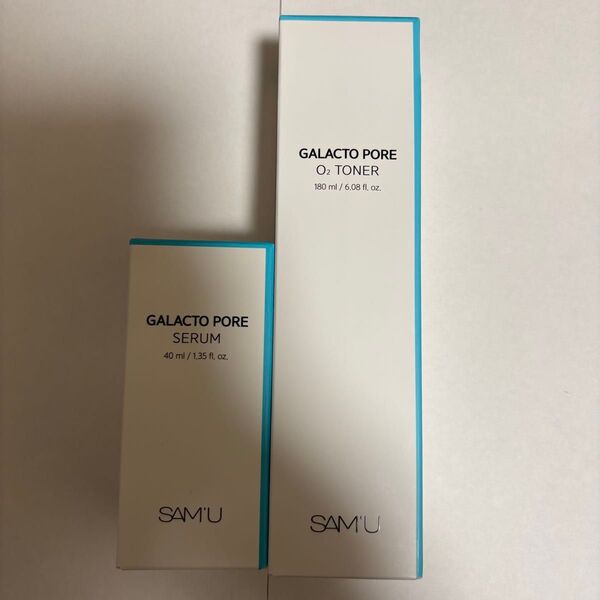 GALACTO PORE
O₂ TONER
180 ml / 6.08 fl. oz.
SAM'U
GALACTO PORE
SERUM
40 ml / 1.35 fl. oz.
SAM'U